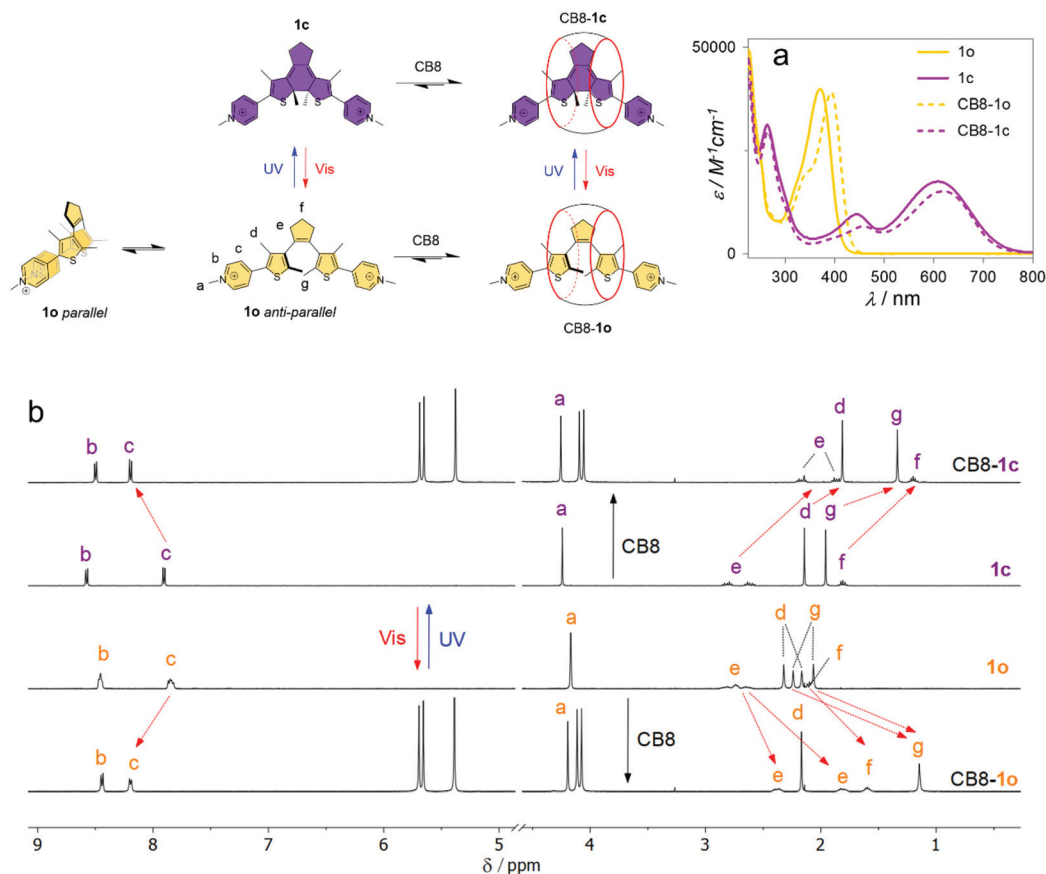 1c
CB8-1c
CB8
N
⊕
S
S
N
⊕
N
⊕
S
S
N
⊕
UV
Vis
UV
Vis
f
e
d
c
b
a
g
N
⊕
S
S
N
⊕
CB8
N
⊕
S
S
N
⊕
N
S
⊕
1o parallel
1o anti-parallel
CB8-1o
a
50000
0
ε / M-1cm-1
300 400 500 600 700 800
λ / nm
1o
1c
CB8-1o
CB8-1c
b
b c a e d g f CB8-1c
CB8
b c a e d g f 1c
Vis UV
b c a e d g f 1o
CB8
b c a e e d f g CB8-1o
9 8 7 6 5 4 3 2 1
δ / ppm